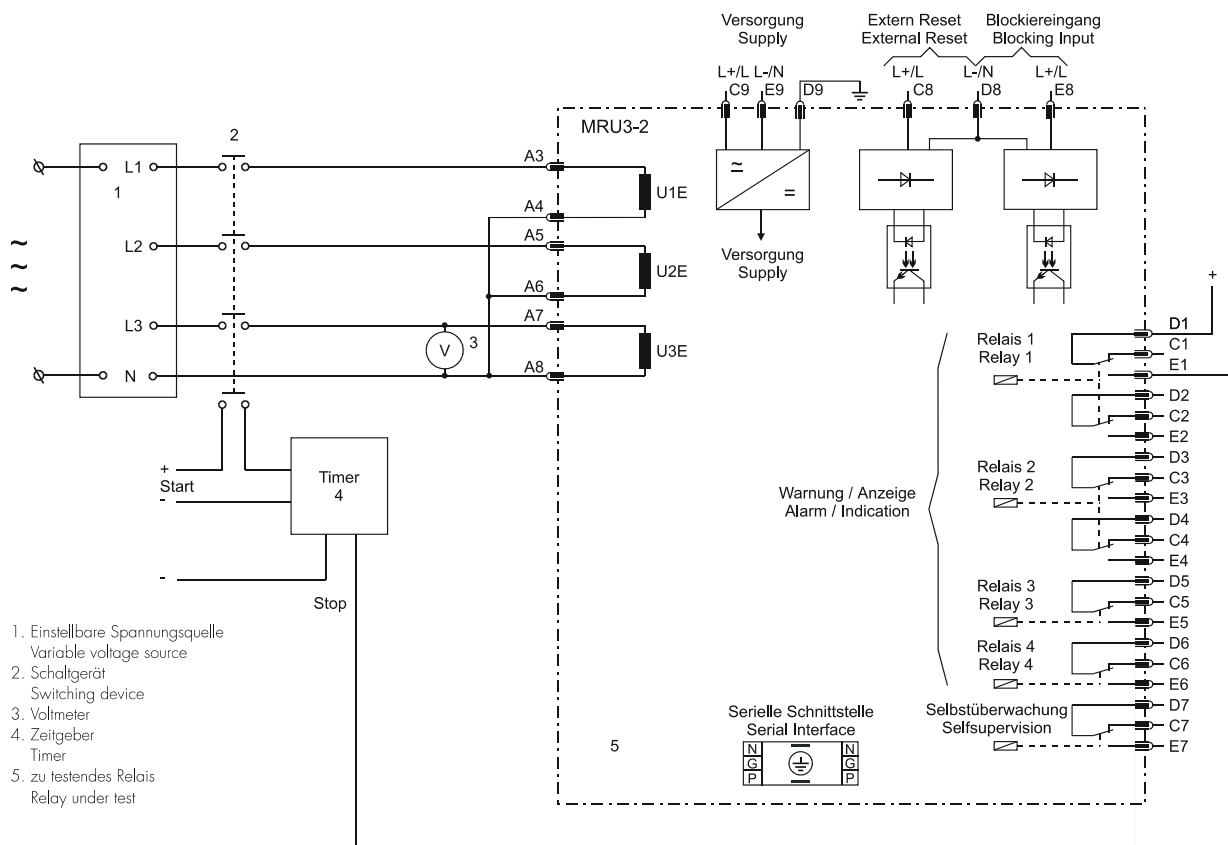 Versorgung
Supply
Extern Reset
External Reset
Blockiereingang
Blocking Input
L+/L L-/N
C9 E9 D9
L+/L
C8
L-/N
D8
L+/L
E8
MRU3-2
2
1
L1
A3
U1E
A4
L2
A5
U2E
A6
L3
A7
V
3
U3E
N
A8
~
~
~
≃
=
Versorgung
Supply
+
Start
-
-
Timer
4
Stop
+
Relais 1
Relay 1
D1
C1
E1
D2
C2
E2
Relais 2
Relay 2
D3
C3
E3
D4
C4
E4
Warnung / Anzeige
Alarm / Indication
Relais 3
Relay 3
D5
C5
E5
Relais 4
Relay 4
D6
C6
E6
Selbstüberwachung
Selfsupervision
D7
C7
E7
5
Serielle Schnittstelle
Serial Interface
N N
G G
P P
1. Einstellbare Spannungsquelle
Variable voltage source
2. Schaltgerät
Switching device
3. Voltmeter
4. Zeitgeber
Timer
5. zu testendes Relais
Relay under test